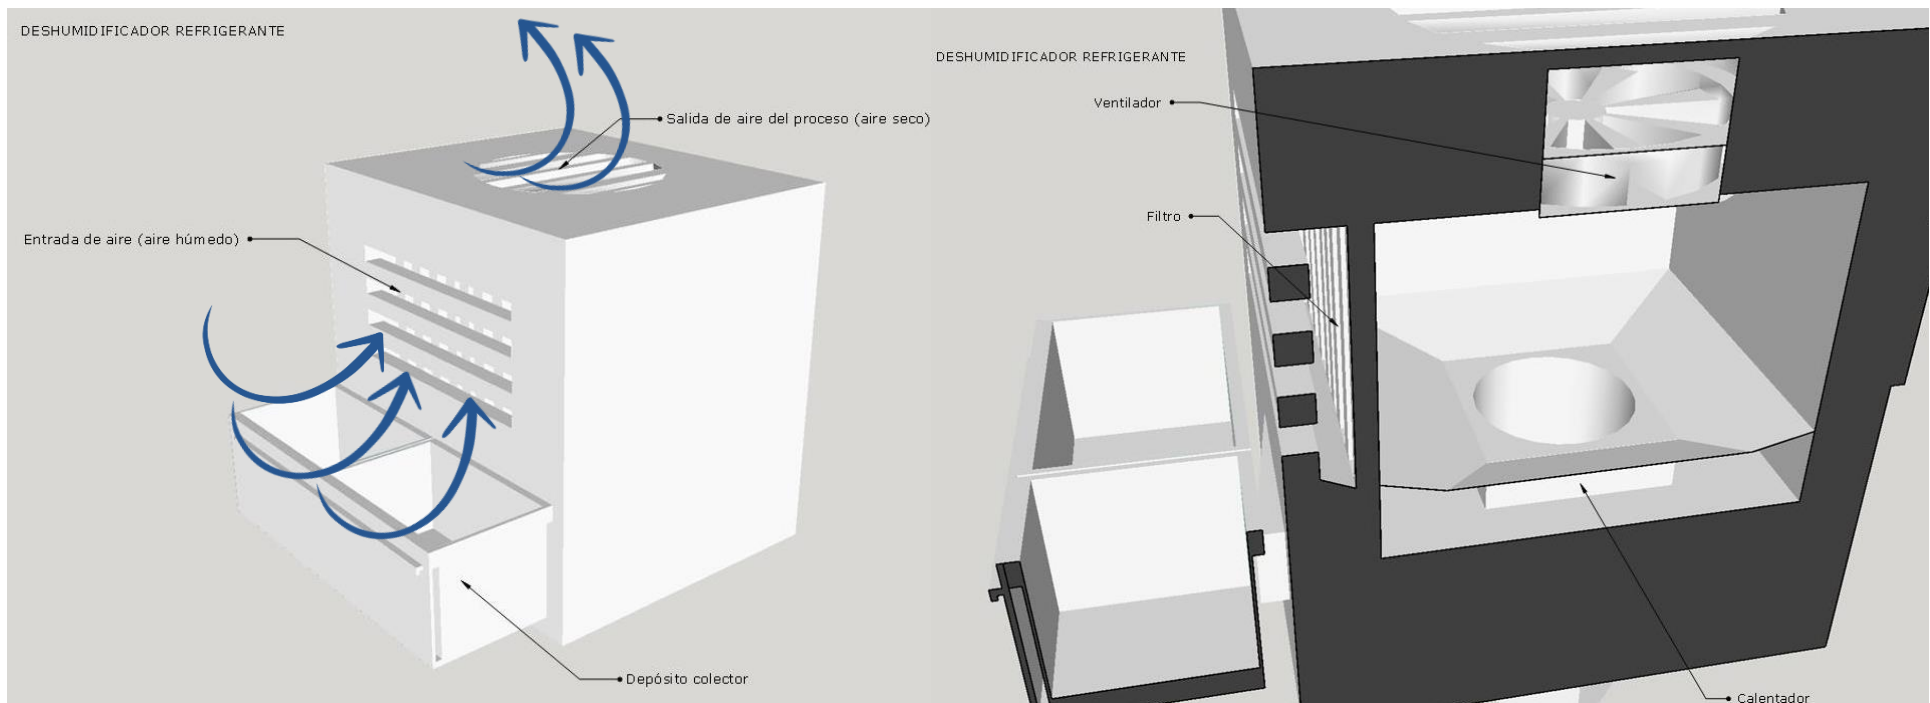 DESHUMIDIFICADOR REFRIGERANTE
Salida de aire del proceso (aire seco)
Entrada de aire (aire húmedo)
Depósito colector
DESHUMIDIFICADOR REFRIGERANTE
Ventilador
Filtro
Calentador